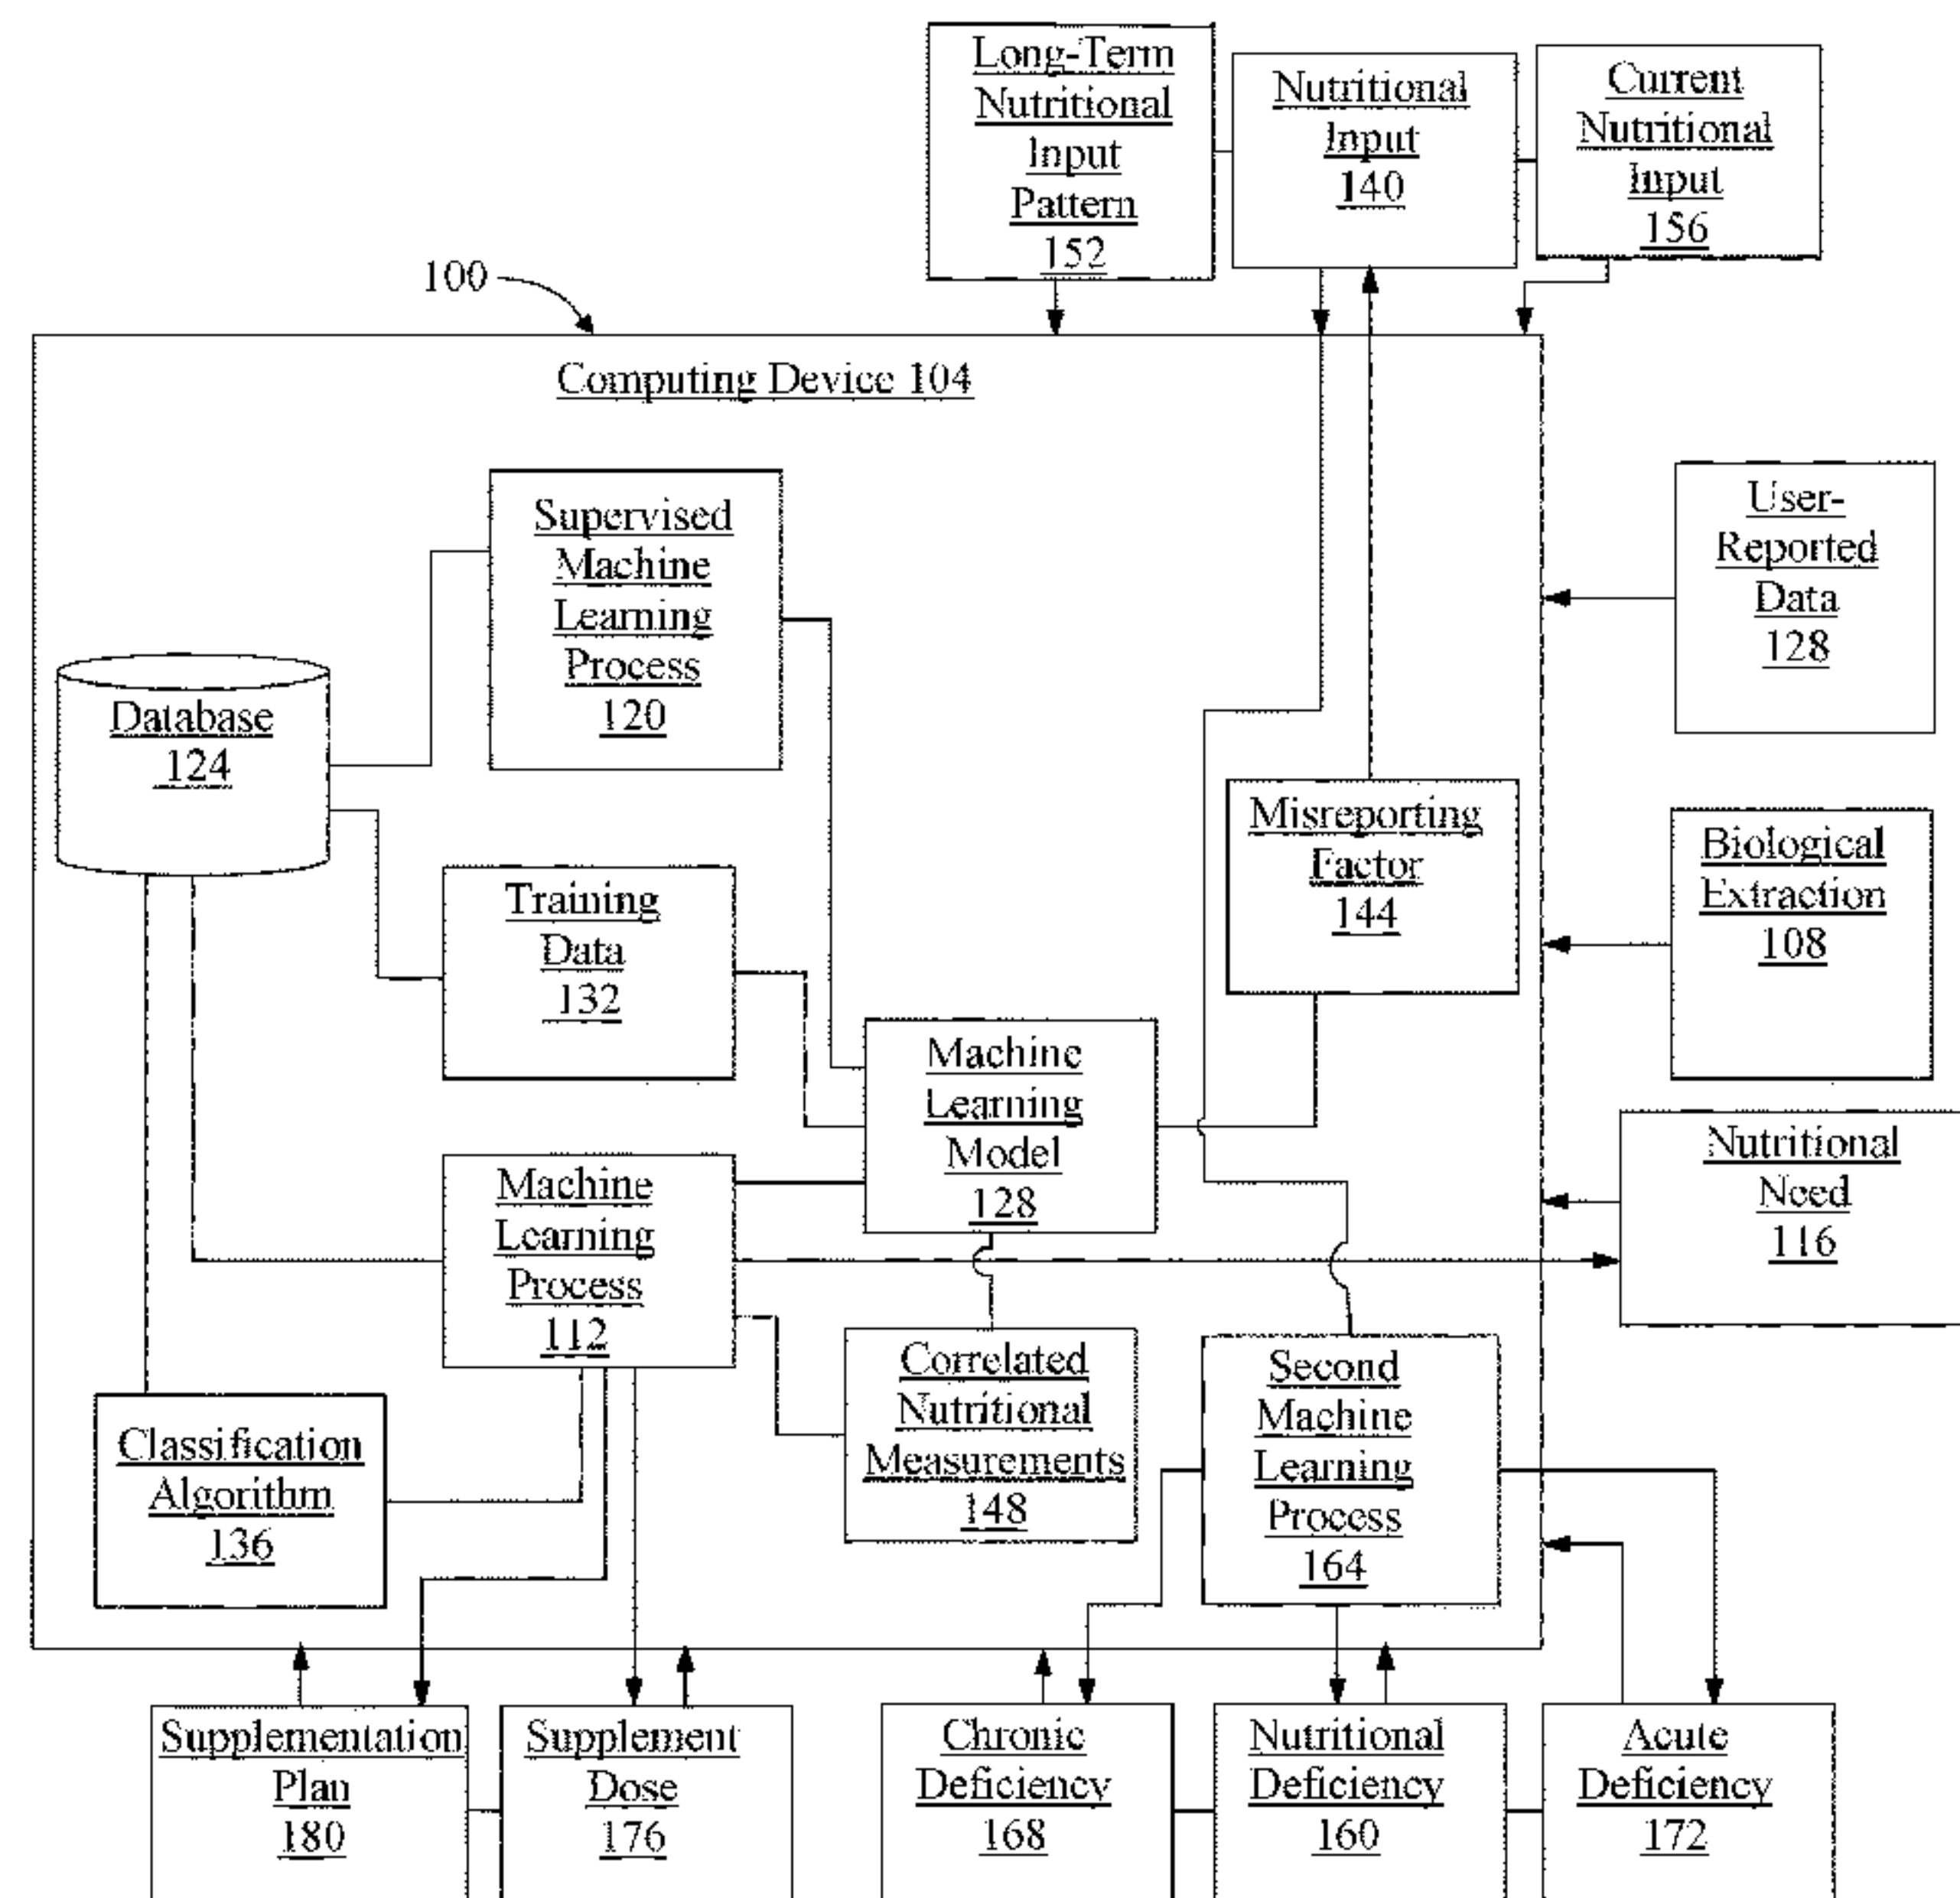 Long-Term
Nutritional
Input
Pattern
152
Nutritional
Input
140
Current
Nutritional
Input
156
100
Computing Device 104
Supervised
Machine
Learning
Process
120
User-
Reported
Data
128
Database
124
Misreporting
Factor
144
Biological
Extraction
108
Training
Data
132
Machine
Learning
Model
128
Nutritional
Need
116
Machine
Learning
Process
112
Correlated
Nutritional
Measurements
148
Second
Machine
Learning
Process
164
Classification
Algorithm
136
Supplementation
Plan
180
Supplement
Dose
176
Chronic
Deficiency
168
Nutritional
Deficiency
160
Acute
Deficiency
172